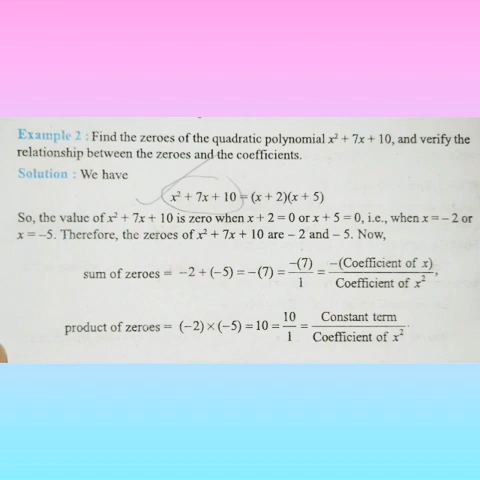 Example 2 : Find the zeroes of the quadratic polynomial x² + 7x + 10, and verify the
relationship between the zeroes and the coefficients.
Solution : We have
x² + 7x + 10 = (x + 2)(x + 5)
So, the value of x² + 7x + 10 is zero when x + 2 = 0 or x + 5 = 0, i.e., when x = – 2 or
x = –5. Therefore, the zeroes of x² + 7x + 10 are – 2 and – 5. Now,
sum of zeroes = –2 + (–5) = –(7) = –(7)/1 = –(Coefficient of x)/Coefficient of x²,
product of zeroes = (–2) × (–5) = 10 = 10/1 = Constant term/Coefficient of x².